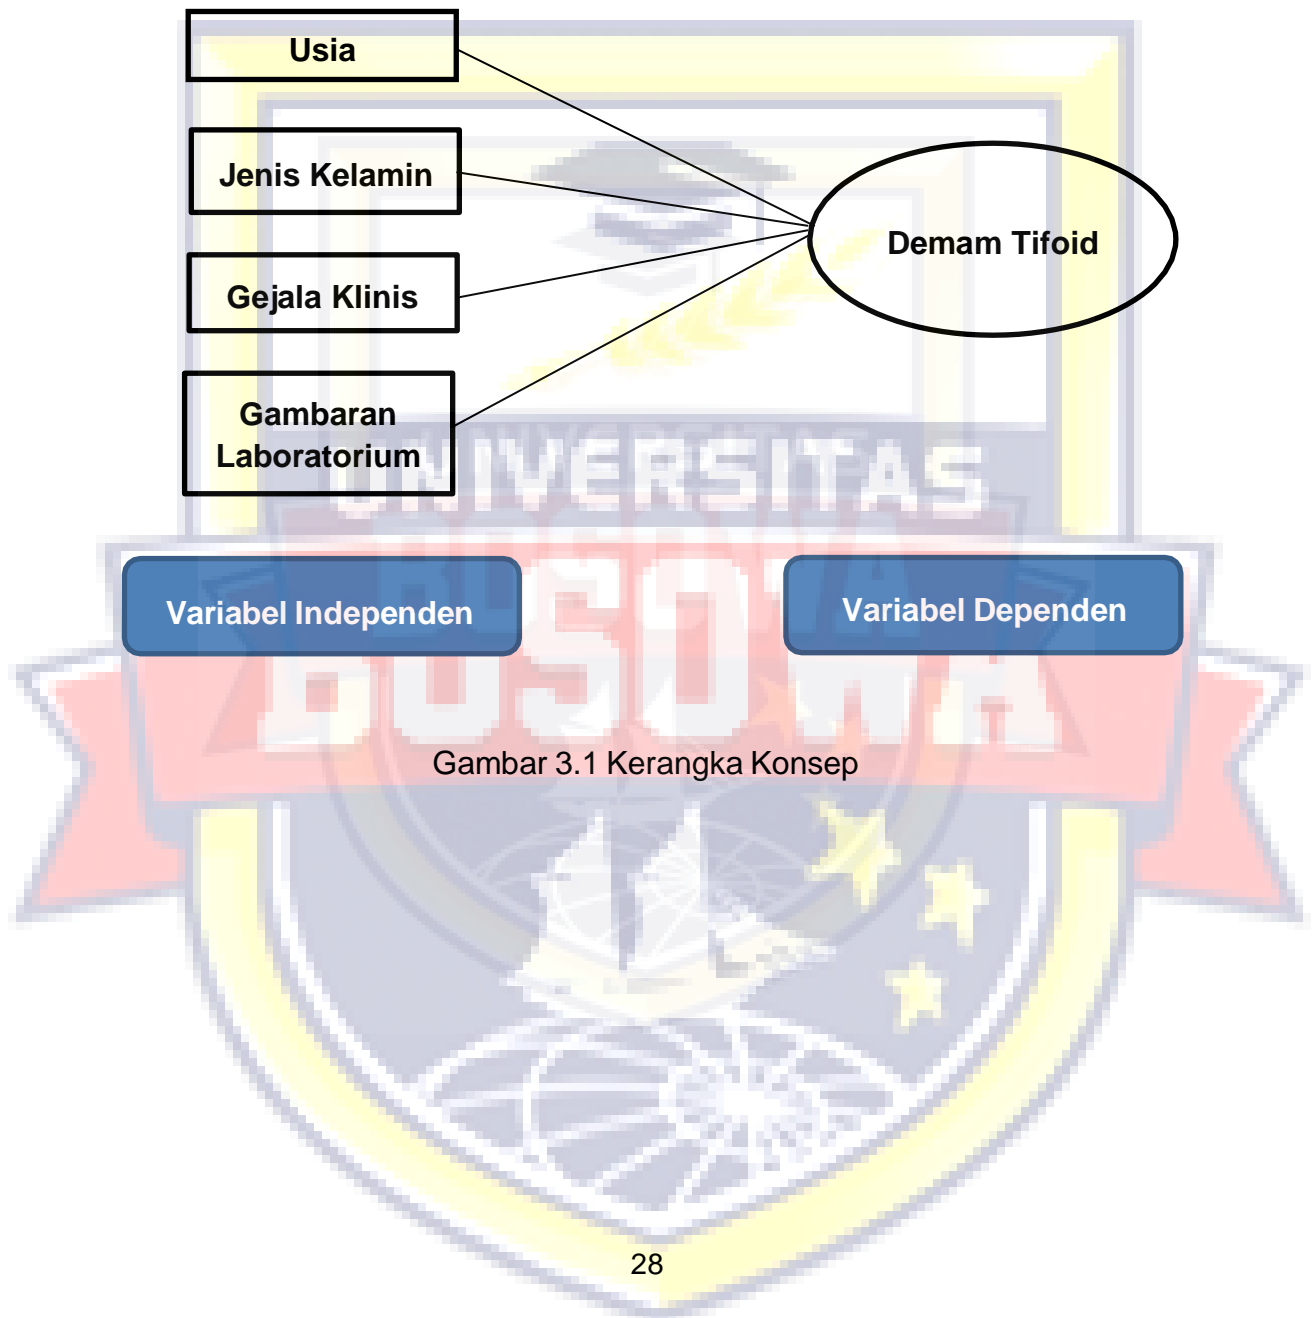 Usia
Jenis Kelamin
Demam Tifoid
Gejala Klinis
Gambaran
Laboratorium
UNIVERSITAS
BOSOWA
Variabel Independen
Variabel Dependen
Gambar 3.1 Kerangka Konsep
28